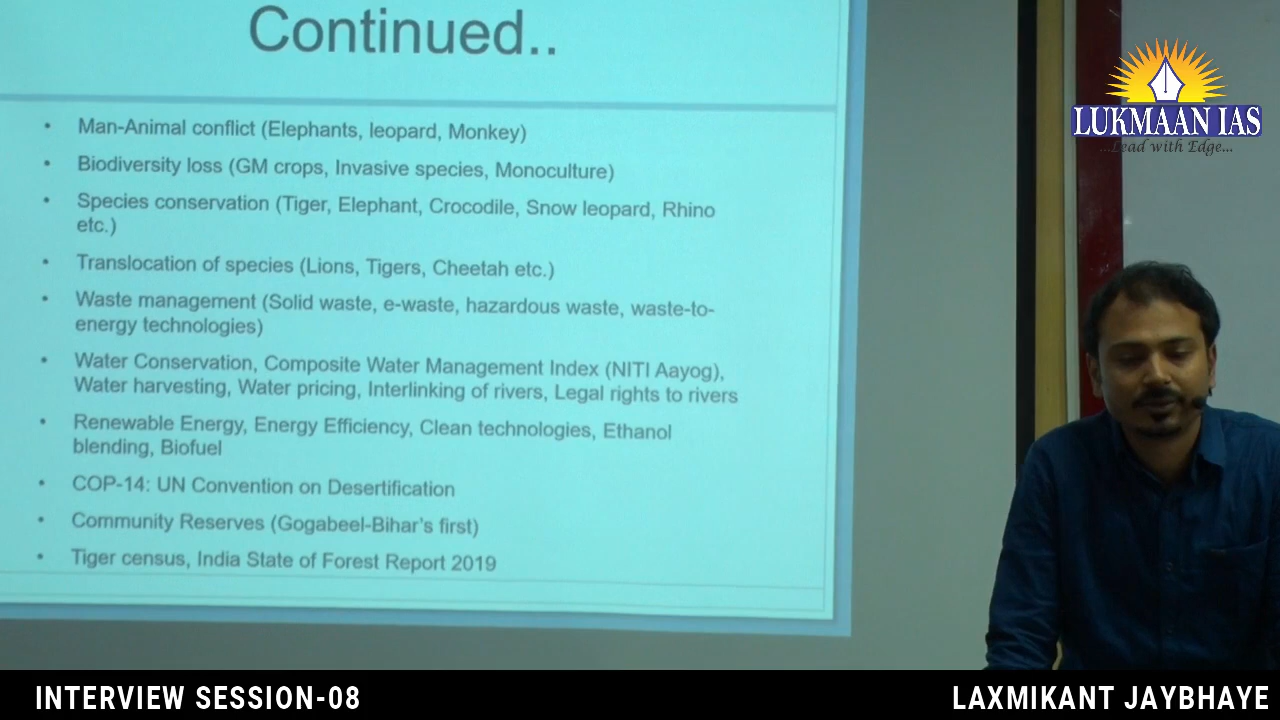 Continued..
• Man-Animal conflict (Elephants, leopard, Monkey)
• Biodiversity loss (GM crops, Invasive species, Monoculture)
• Species conservation (Tiger, Elephant, Crocodile, Snow leopard, Rhino
etc.)
• Translocation of species (Lions, Tigers, Cheetah etc.)
• Waste management (Solid waste, e-waste, hazardous waste, waste-to-
energy technologies)
• Water Conservation, Composite Water Management Index (NITI Aayog),
Water harvesting, Water pricing, Interlinking of rivers, Legal rights to rivers
• Renewable Energy, Energy Efficiency, Clean technologies, Ethanol
blending, Biofuel
• COP-14: UN Convention on Desertification
• Community Reserves (Gogabeel-Bihar's first)
• Tiger census, India State of Forest Report 2019
LUKMAAN IAS
...Lead with Edge...
INTERVIEW SESSION-08
LAXMIKANT JAYBHAYE